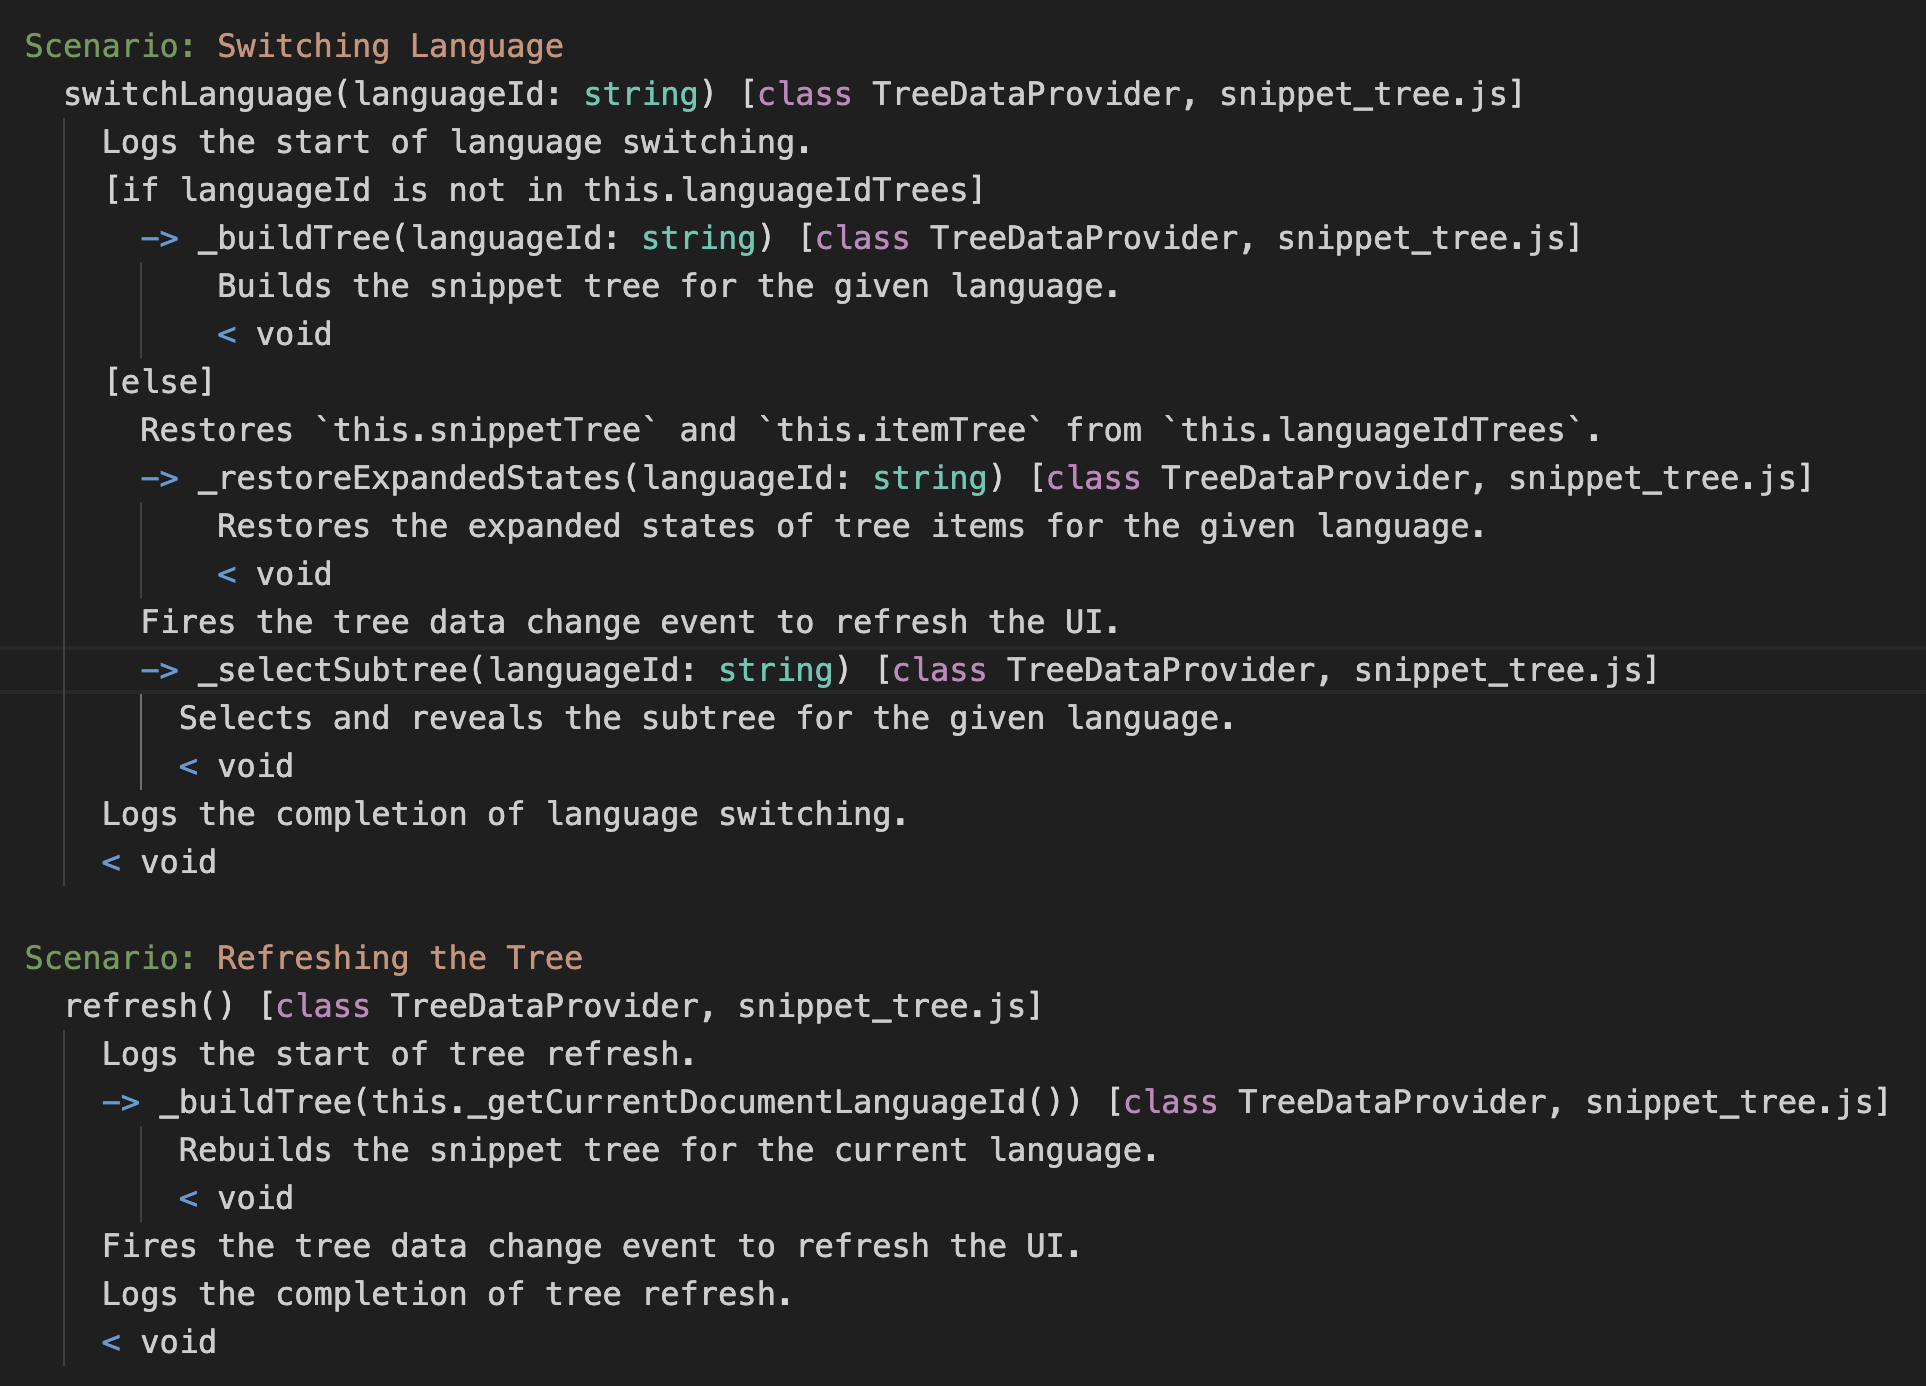 Scenario: Switching Language
switchLanguage(languageId: string) [class TreeDataProvider, snippet_tree.js]
Logs the start of language switching.
[if languageId is not in this.languageIdTrees]
-> _buildTree(languageId: string) [class TreeDataProvider, snippet_tree.js]
Builds the snippet tree for the given language.
< void
[else]
Restores `this.snippetTree` and `this.itemTree` from `this.languageIdTrees`.
-> _restoreExpandedStates(languageId: string) [class TreeDataProvider, snippet_tree.js]
Restores the expanded states of tree items for the given language.
< void
Fires the tree data change event to refresh the UI.
-> _selectSubtree(languageId: string) [class TreeDataProvider, snippet_tree.js]
Selects and reveals the subtree for the given language.
< void
Logs the completion of language switching.
< void
Scenario: Refreshing the Tree
refresh() [class TreeDataProvider, snippet_tree.js]
Logs the start of tree refresh.
-> _buildTree(this._getCurrentDocumentLanguageId()) [class TreeDataProvider, snippet_tree.js]
Rebuilds the snippet tree for the current language.
< void
Fires the tree data change event to refresh the UI.
Logs the completion of tree refresh.
< void